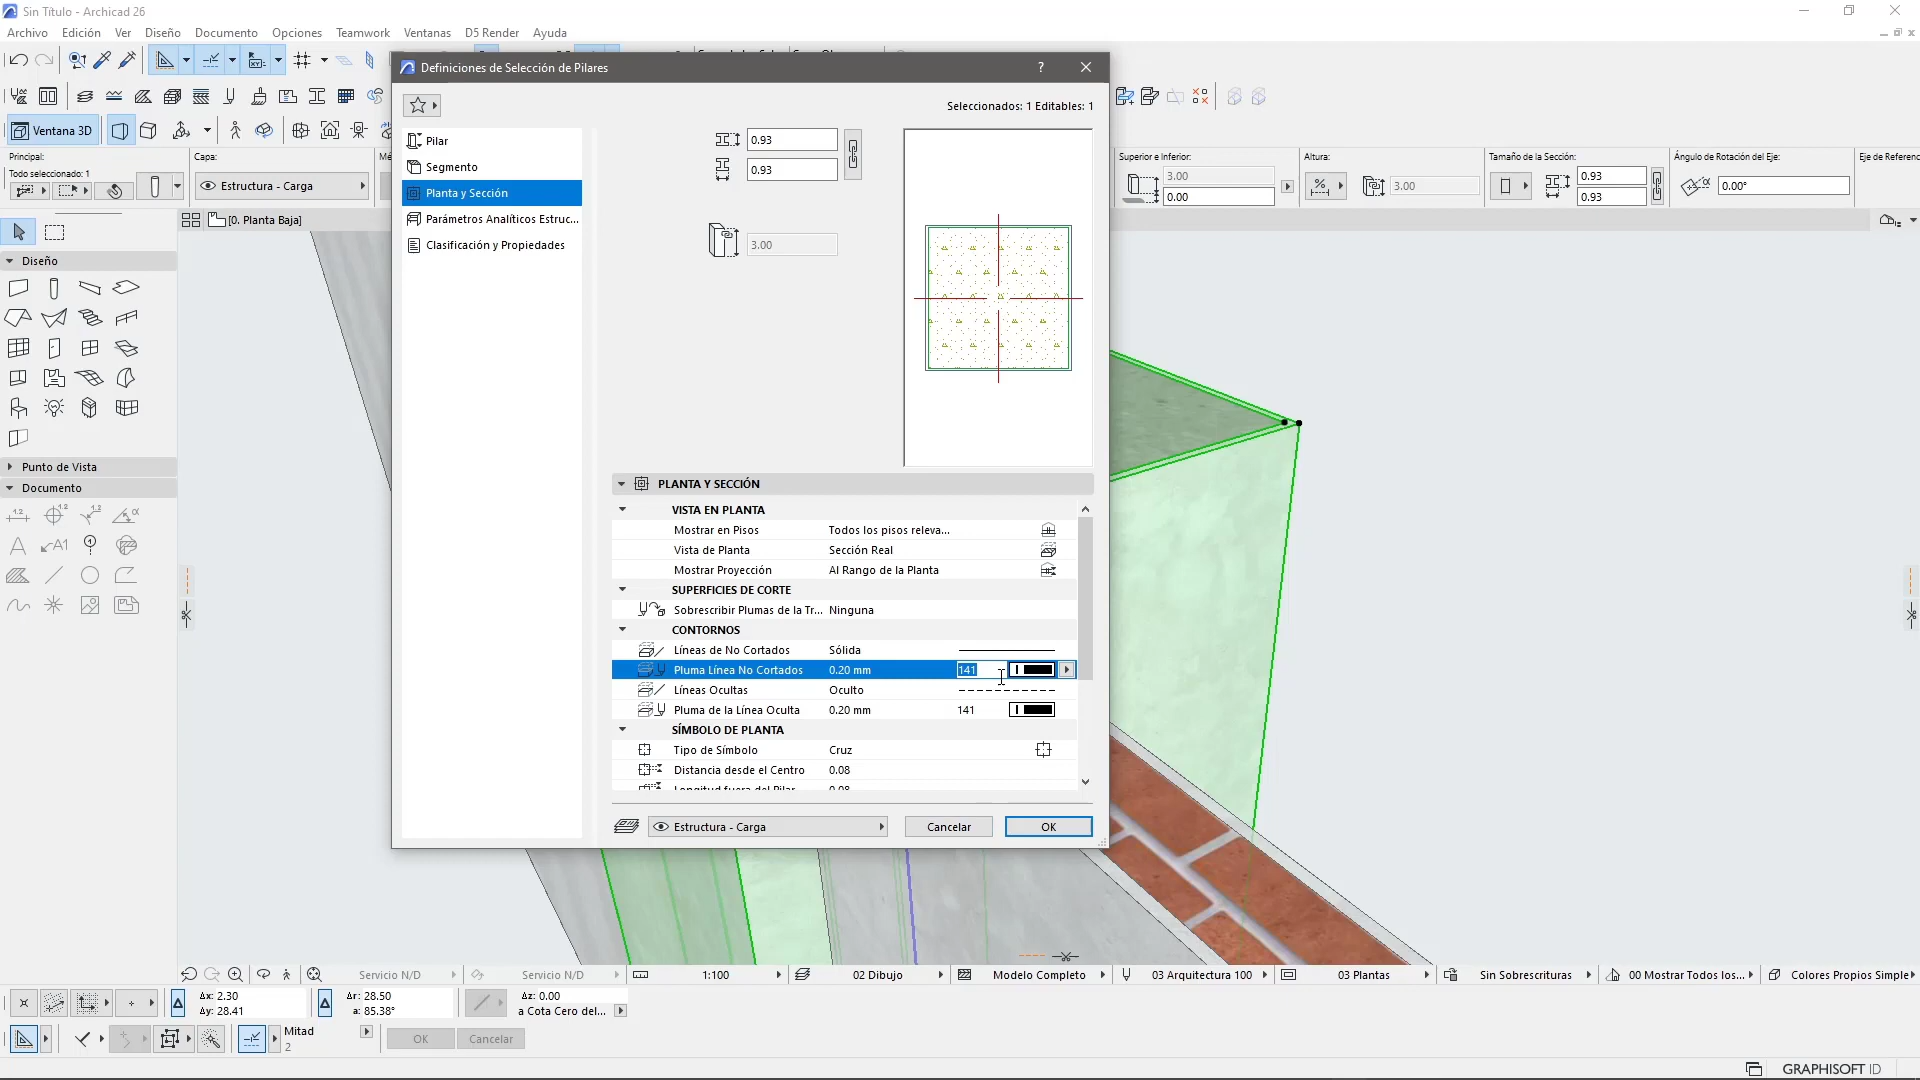 Sin Título - Archicad 26
Archivo Edición Ver Diseño Documento Opciones Teamwork Ventanas D5 Render Ayuda
Definiciones de Selección de Pilares
?
Seleccionados: 1 Editables: 1
Ventana 3D
Principal:
Todo seleccionado: 1
Capa:
Estructura - Carga
Superior e Inferior:
3.00
0.00
Altura:
3.00
Tamaño de la Sección:
0.93
0.93
Ángulo de Rotación del Eje:
0.00°
Eje de Referenc
[0. Planta Baja]
Pilar
Segmento
Planta y Sección
Parámetros Analíticos Estruc...
Clasificación y Propiedades
0.93
0.93
3.00
Diseño
Punto de Vista
Documento
PLANTA Y SECCIÓN
VISTA EN PLANTA
Mostrar en Pisos Todos los pisos releva...
Vista de Planta Sección Real
Mostrar Proyección Al Rango de la Planta
SUPERFICIES DE CORTE
Sobrescribir Plumas de la Tr... Ninguna
CONTORNOS
Líneas de No Cortados Sólida
Pluma Línea No Cortados 0.20 mm 141
Líneas Ocultas Oculto
Pluma de la Línea Oculta 0.20 mm 141
SÍMBOLO DE PLANTA
Tipo de Símbolo Cruz
Distancia desde el Centro 0.08
Longitud fuera del Pilar 0.08
Estructura - Carga Cancelar OK
Servicio N/D Servicio N/D 1:100 02 Dibujo Modelo Completo 03 Arquitectura 100 03 Plantas Sin Sobrescrituras 00 Mostrar Todos los... Colores Propios Simple
Δx: 2.30
Δy: 28.41
Δr: 28.50
a: 85.38°
Δz: 0.00
a Cota Cero del...
Mitad
2
OK Cancelar
GRAPHISOFT ID